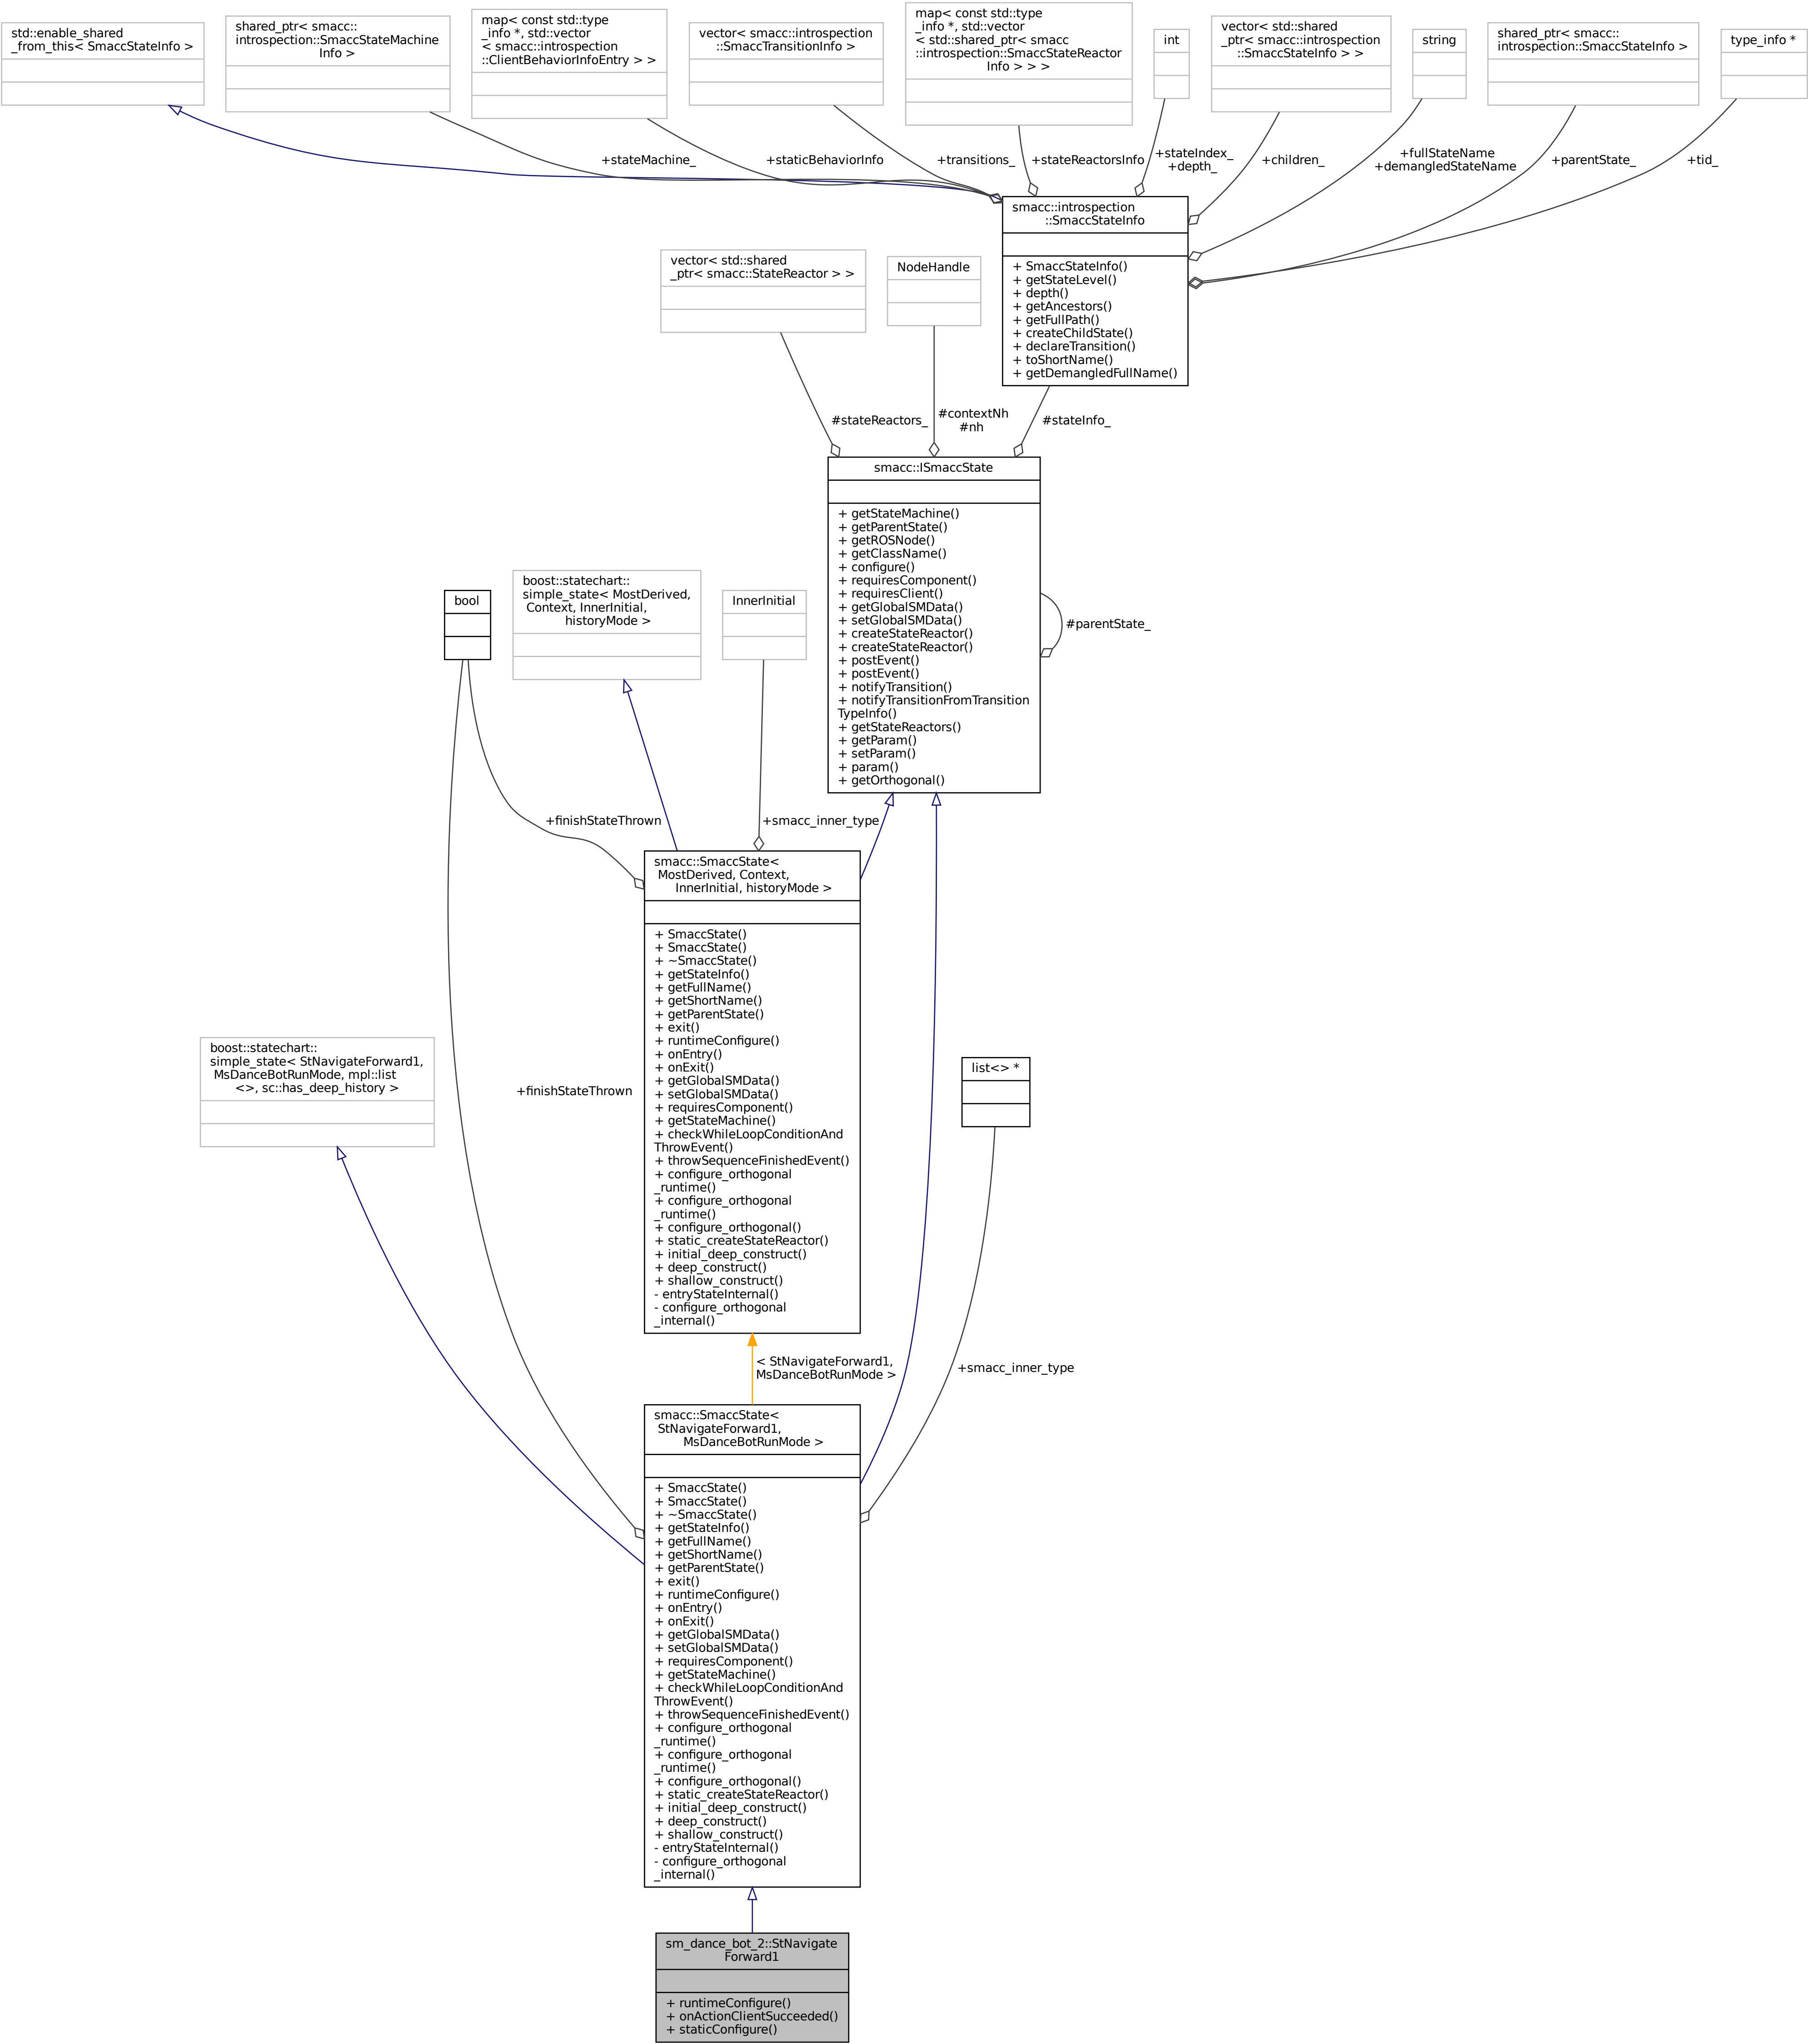 std::enable_shared
_from_this< SmaccStateInfo >
shared_ptr< smacc::
introspection::SmaccStateMachine
Info >
map< const std::type
_info *, std::vector
< smacc::introspection
::ClientBehaviorInfoEntry > >
vector< smacc::introspection
::SmaccTransitionInfo >
map< const std::type
_info *, std::vector
< std::shared_ptr< smacc
::introspection::SmaccStateReactor
Info > > >
int
vector< std::shared
_ptr< smacc::introspection
::SmaccStateInfo > >
string
shared_ptr< smacc::
introspection::SmaccStateInfo >
type_info *
+stateMachine_
+staticBehaviorInfo
+transitions_
+stateReactorsInfo
+stateIndex_
+depth_
+children_
+fullStateName
+demangledStateName
+parentState_
+tid_
smacc::introspection
::SmaccStateInfo
+ SmaccStateInfo()
+ getStateLevel()
+ depth()
+ getAncestors()
+ getFullPath()
+ createChildState()
+ declareTransition()
+ toShortName()
+ getDemangledFullName()
vector< std::shared
_ptr< smacc::StateReactor > >
NodeHandle
#stateReactors_
#contextNh
#nh
#stateInfo_
smacc::ISmaccState
+ getStateMachine()
+ getParentState()
+ getROSNode()
+ getClassName()
+ configure()
+ requiresComponent()
+ requiresClient()
+ getGlobalSMData()
+ setGlobalSMData()
+ createStateReactor()
+ createStateReactor()
+ postEvent()
+ postEvent()
+ notifyTransition()
+ notifyTransitionFromTransition
TypeInfo()
+ getStateReactors()
+ getParam()
+ setParam()
+ param()
+ getOrthogonal()
#parentState_
bool
boost::statechart::
simple_state< MostDerived,
Context, InnerInitial,
historyMode >
InnerInitial
+finishStateThrown
+smacc_inner_type
smacc::SmaccState<
MostDerived, Context,
InnerInitial, historyMode >
+ SmaccState()
+ SmaccState()
+ ~SmaccState()
+ getStateInfo()
+ getFullName()
+ getShortName()
+ getParentState()
+ exit()
+ runtimeConfigure()
+ onEntry()
+ onExit()
+ getGlobalSMData()
+ setGlobalSMData()
+ requiresComponent()
+ getStateMachine()
+ checkWhileLoopConditionAnd
ThrowEvent()
+ throwSequenceFinishedEvent()
+ configure_orthogonal
_runtime()
+ configure_orthogonal
_runtime()
+ configure_orthogonal()
+ static_createStateReactor()
+ initial_deep_construct()
+ deep_construct()
+ shallow_construct()
- entryStateInternal()
- configure_orthogonal
_internal()
boost::statechart::
simple_state< StNavigateForward1,
MsDanceBotRunMode, mpl::list
<>, sc::has_deep_history >
+finishStateThrown
list<> *
< StNavigateForward1,
MsDanceBotRunMode >
+smacc_inner_type
smacc::SmaccState<
StNavigateForward1,
MsDanceBotRunMode >
+ SmaccState()
+ SmaccState()
+ ~SmaccState()
+ getStateInfo()
+ getFullName()
+ getShortName()
+ getParentState()
+ exit()
+ runtimeConfigure()
+ onEntry()
+ onExit()
+ getGlobalSMData()
+ setGlobalSMData()
+ requiresComponent()
+ getStateMachine()
+ checkWhileLoopConditionAnd
ThrowEvent()
+ throwSequenceFinishedEvent()
+ configure_orthogonal
_runtime()
+ configure_orthogonal
_runtime()
+ configure_orthogonal()
+ static_createStateReactor()
+ initial_deep_construct()
+ deep_construct()
+ shallow_construct()
- entryStateInternal()
- configure_orthogonal
_internal()
sm_dance_bot_2::StNavigate
Forward1
+ runtimeConfigure()
+ onActionClientSucceeded()
+ staticConfigure()